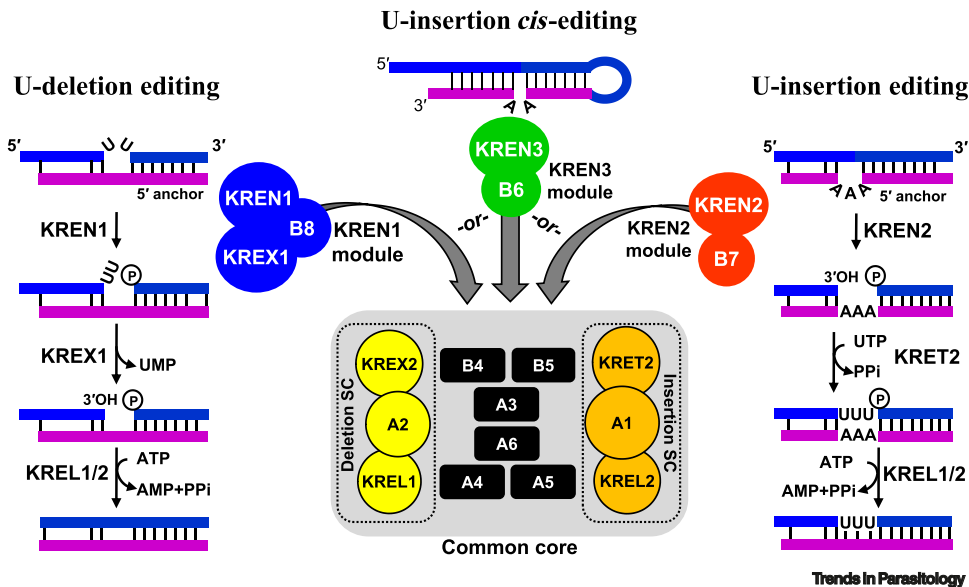 U-insertion cis-editing
5′
3′
A A
U-deletion editing
5′
U U
3′
5′ anchor
KREN1
UU
P
KREX1
UMP
3′OH
P
KREL1/2
ATP
AMP+PPi
KREN1
B8
KREX1
KREN1
module
-or-
KREN3
B6
KREN3
module
-or-
KREN2
B7
KREN2
module
U-insertion editing
5′
3′
A A A
5′ anchor
KREN2
3′OH
P
AAA
UTP
PPi
KRET2
P
UUU
AAA
ATP
AMP+PPi
KREL1/2
UUU
Deletion SC
KREX2
A2
KREL1
B4
B5
A3
A6
A4
A5
KRET2
A1
KREL2
Insertion SC
Common core
Trends in Parasitology